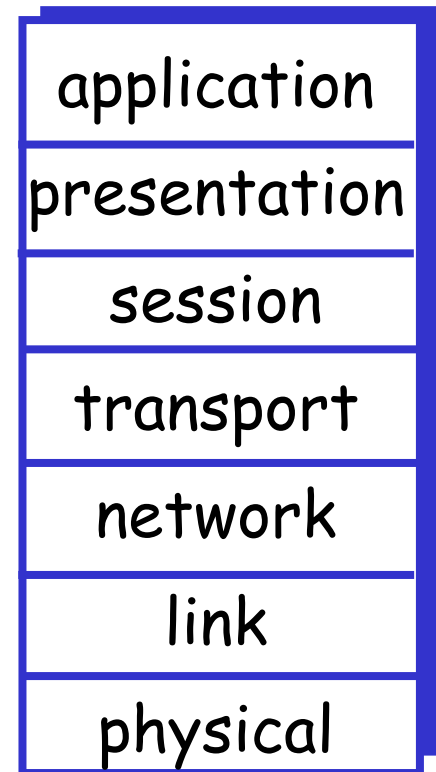 application
presentation
session
transport
network
link
physical